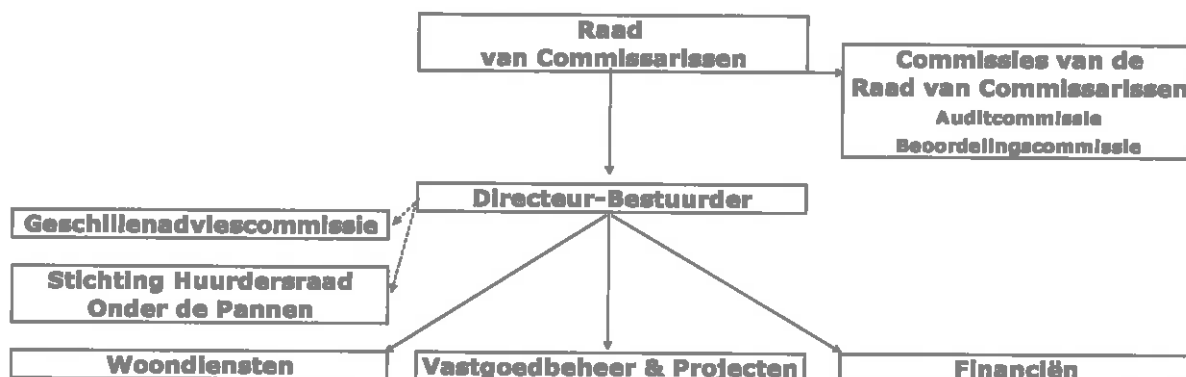 Raad
van Commissarissen
Commissies van de
Raad van Commissarissen
Auditcommissie
Beoordelingscommissie
Directeur-Bestuurder
Geschillenadviescommissie
Stichting Huurdersraad
Onder de Pannen
Woondiensten
Vastgoedbeheer & Projecten
Financiën